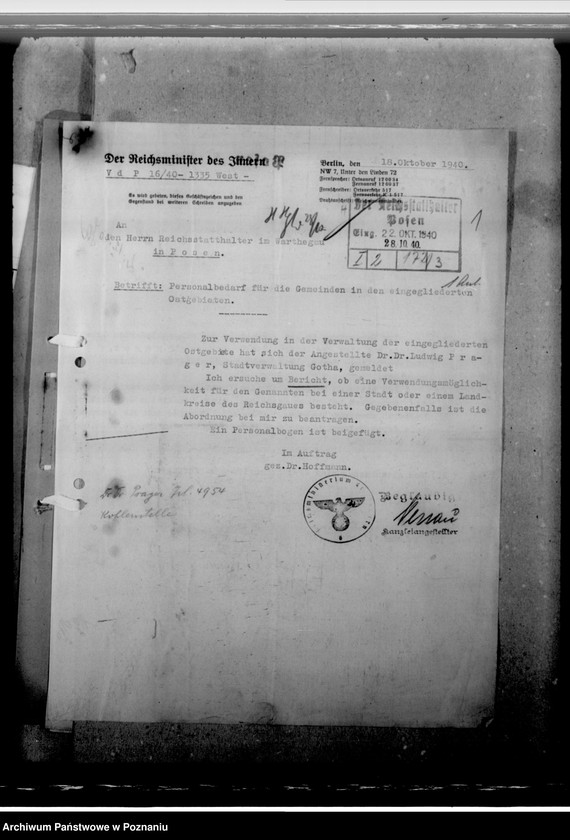 Der Reichsminister des Innern
V d P 16/40- 1335 West -
Es wird gebeten, dieses Geschäftszeichen und den
Gegenstand bei weiteren Schreiben anzugeben
Berlin, den 18.Oktober 1940.
NW 7, Unter den Linden 72
Der Reichsstatthalter
Posen
Eing. 22. OKT. 1940
28.10.40.
I 2
1
An
den Herrn Reichsstatthalter im Warthegau
in P o s e n.
Betrifft: Personalbedarf für die Gemeinden in den eingegliederten
Ostgebieten.
Zur Verwendung in der Verwaltung der eingegliederten
Ostgebiete hat sich der Angestellte Dr.Dr.Ludwig P r a-
g e r, Stadtverwaltung Gotha, gemeldet
Ich ersuche um Bericht, ob eine Verwendungsmöglich-
keit für den Genannten bei einer Stadt oder einem Land-
kreise des Reichsgaues besteht. Gegebenenfalls ist die
Abordnung bei mir zu beantragen.
Ein Personalbogen ist beigefügt.
Im Auftrag
gez.Dr.Hoffmann.
4954
Kohlenstelle
Beglaubig
Kanzleiangestellter
Archiwum Państwowe w Poznaniu